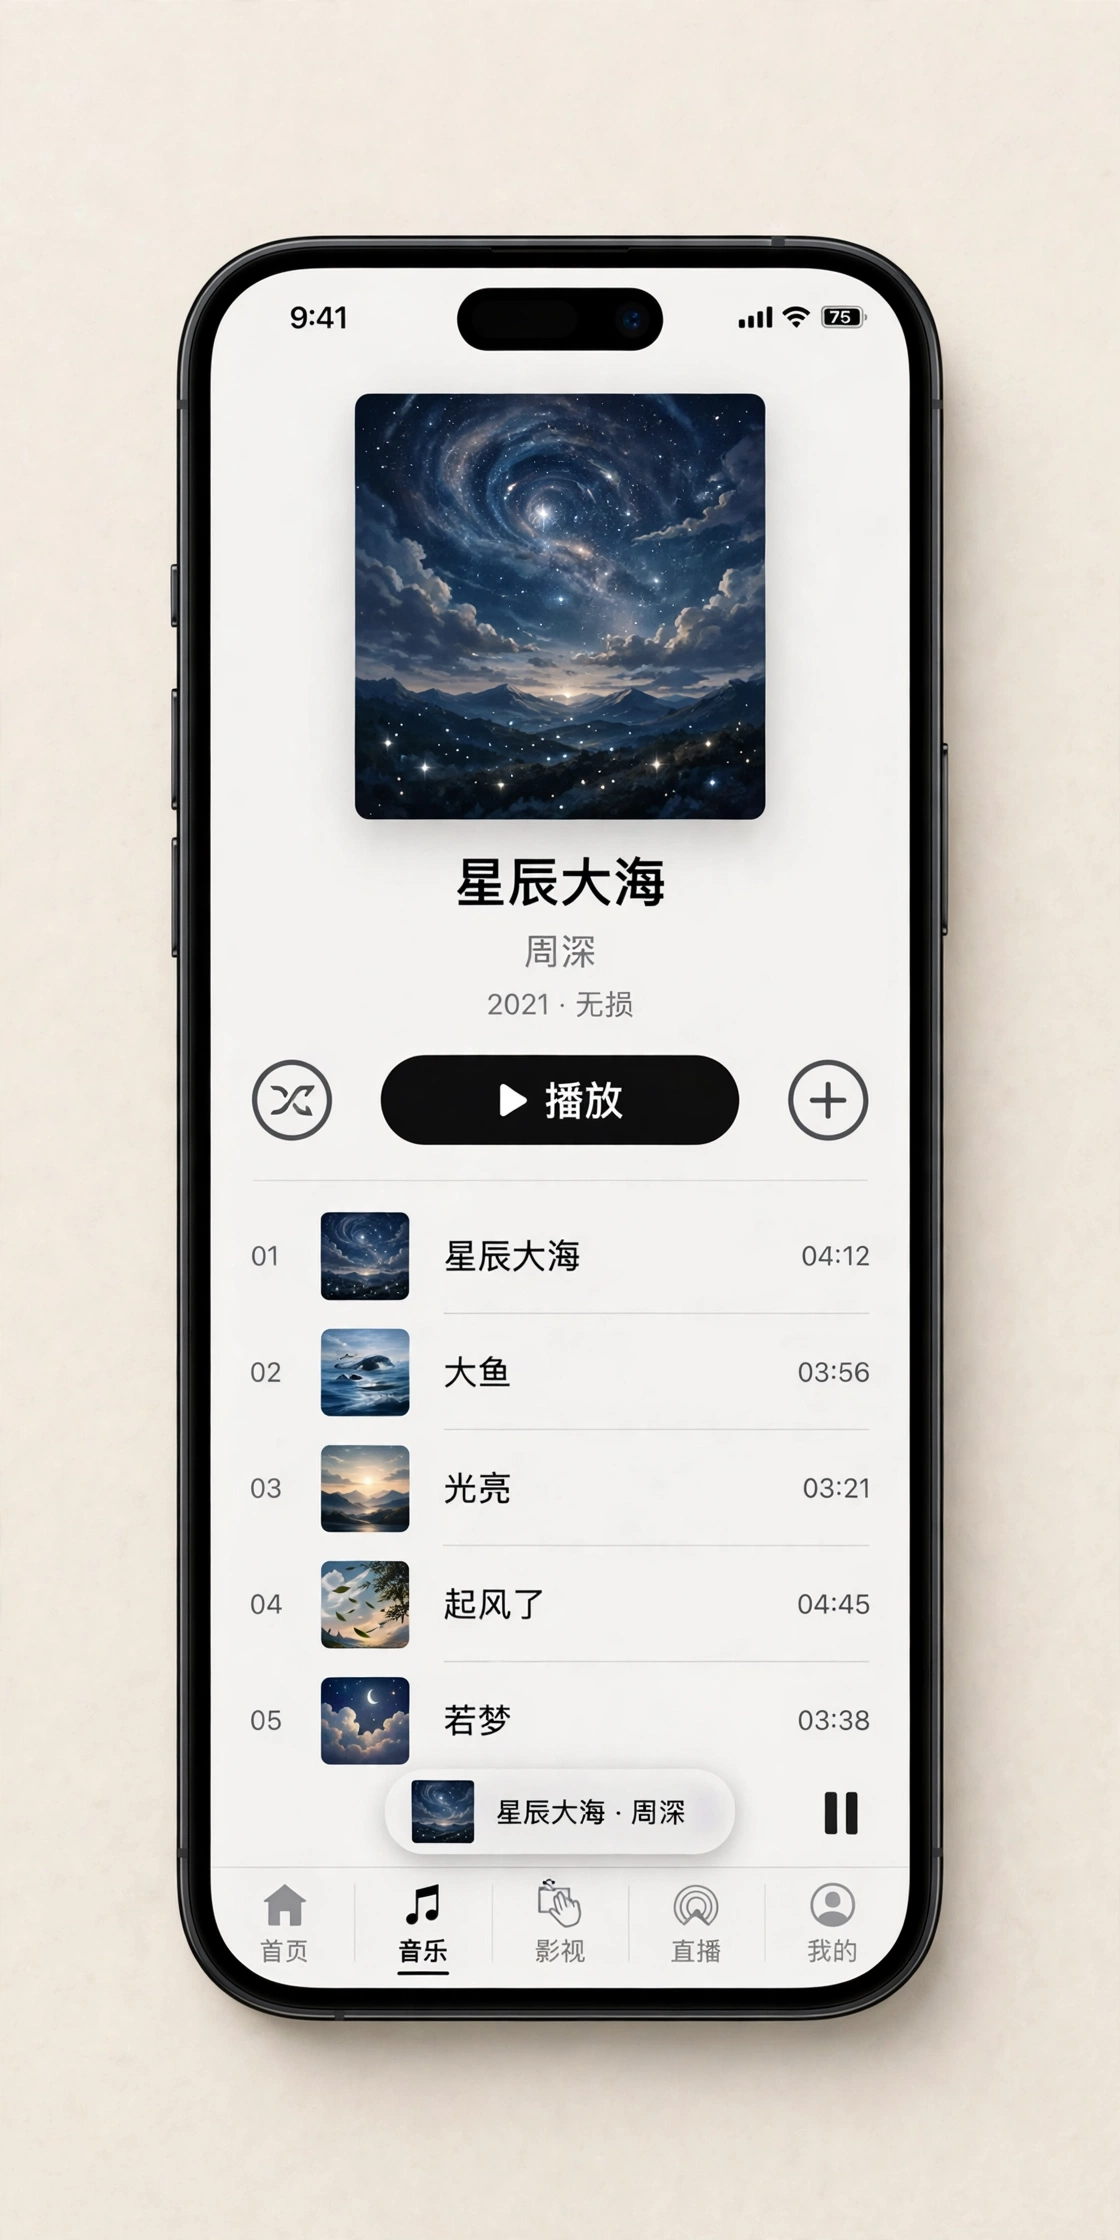 9:41
75
星辰大海
周深
2021 · 无损
播放
01 星辰大海 04:12
02 大鱼 03:56
03 光亮 03:21
04 起风了 04:45
05 若梦 03:38
星辰大海 · 周深
首页 音乐 影视 直播 我的